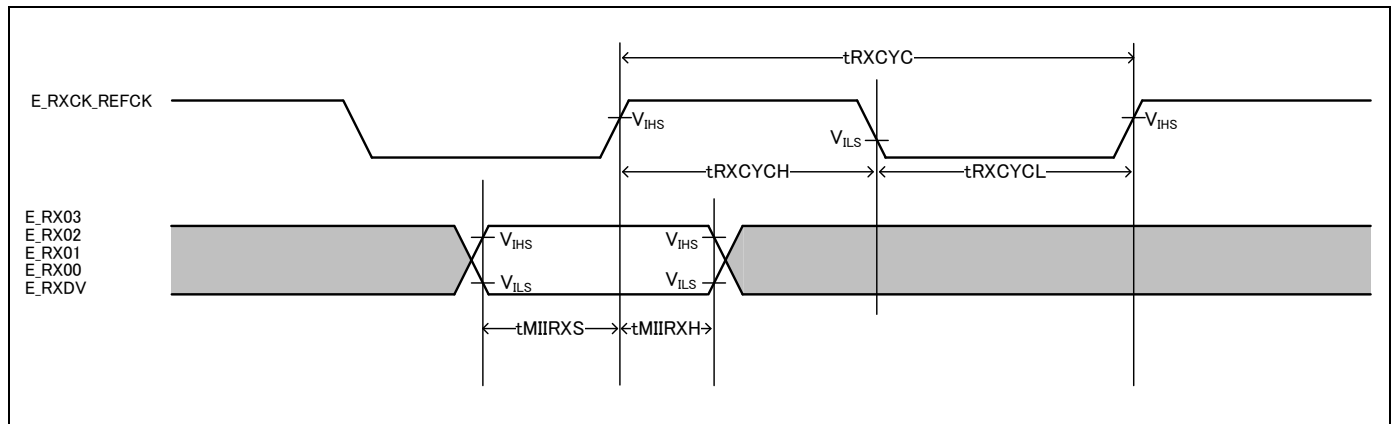 tRXCYC
E_RXCK_REFCK
VIHS
VILS
VIHS
tRXCYCH
tRXCYCL
E_RX03
E_RX02
E_RX01
E_RX00
E_RXDV
VIHS
VIHS
VILS
VILS
tMIIRXS
tMIIRXH